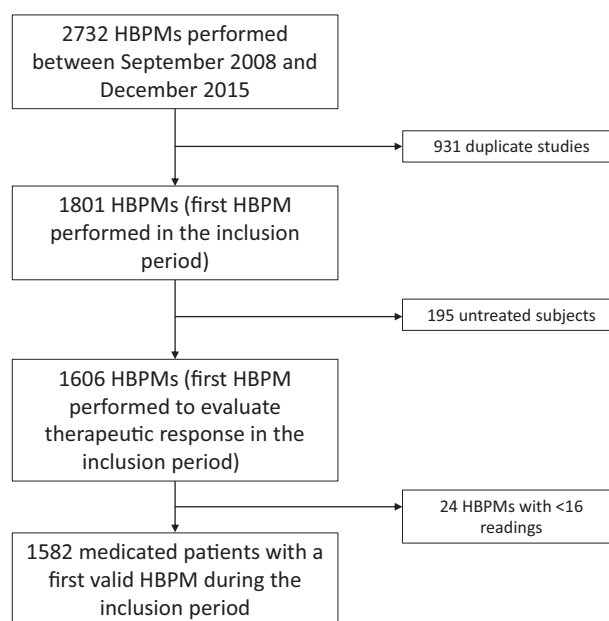 2732 HBPMs performed
between September 2008 and
December 2015
931 duplicate studies
1801 HBPMs (first HBPM
performed in the inclusion
period)
195 untreated subjects
1606 HBPMs (first HBPM
performed to evaluate
therapeutic response in the
inclusion period)
24 HBPMs with <16
readings
1582 medicated patients with a
first valid HBPM during the
inclusion period